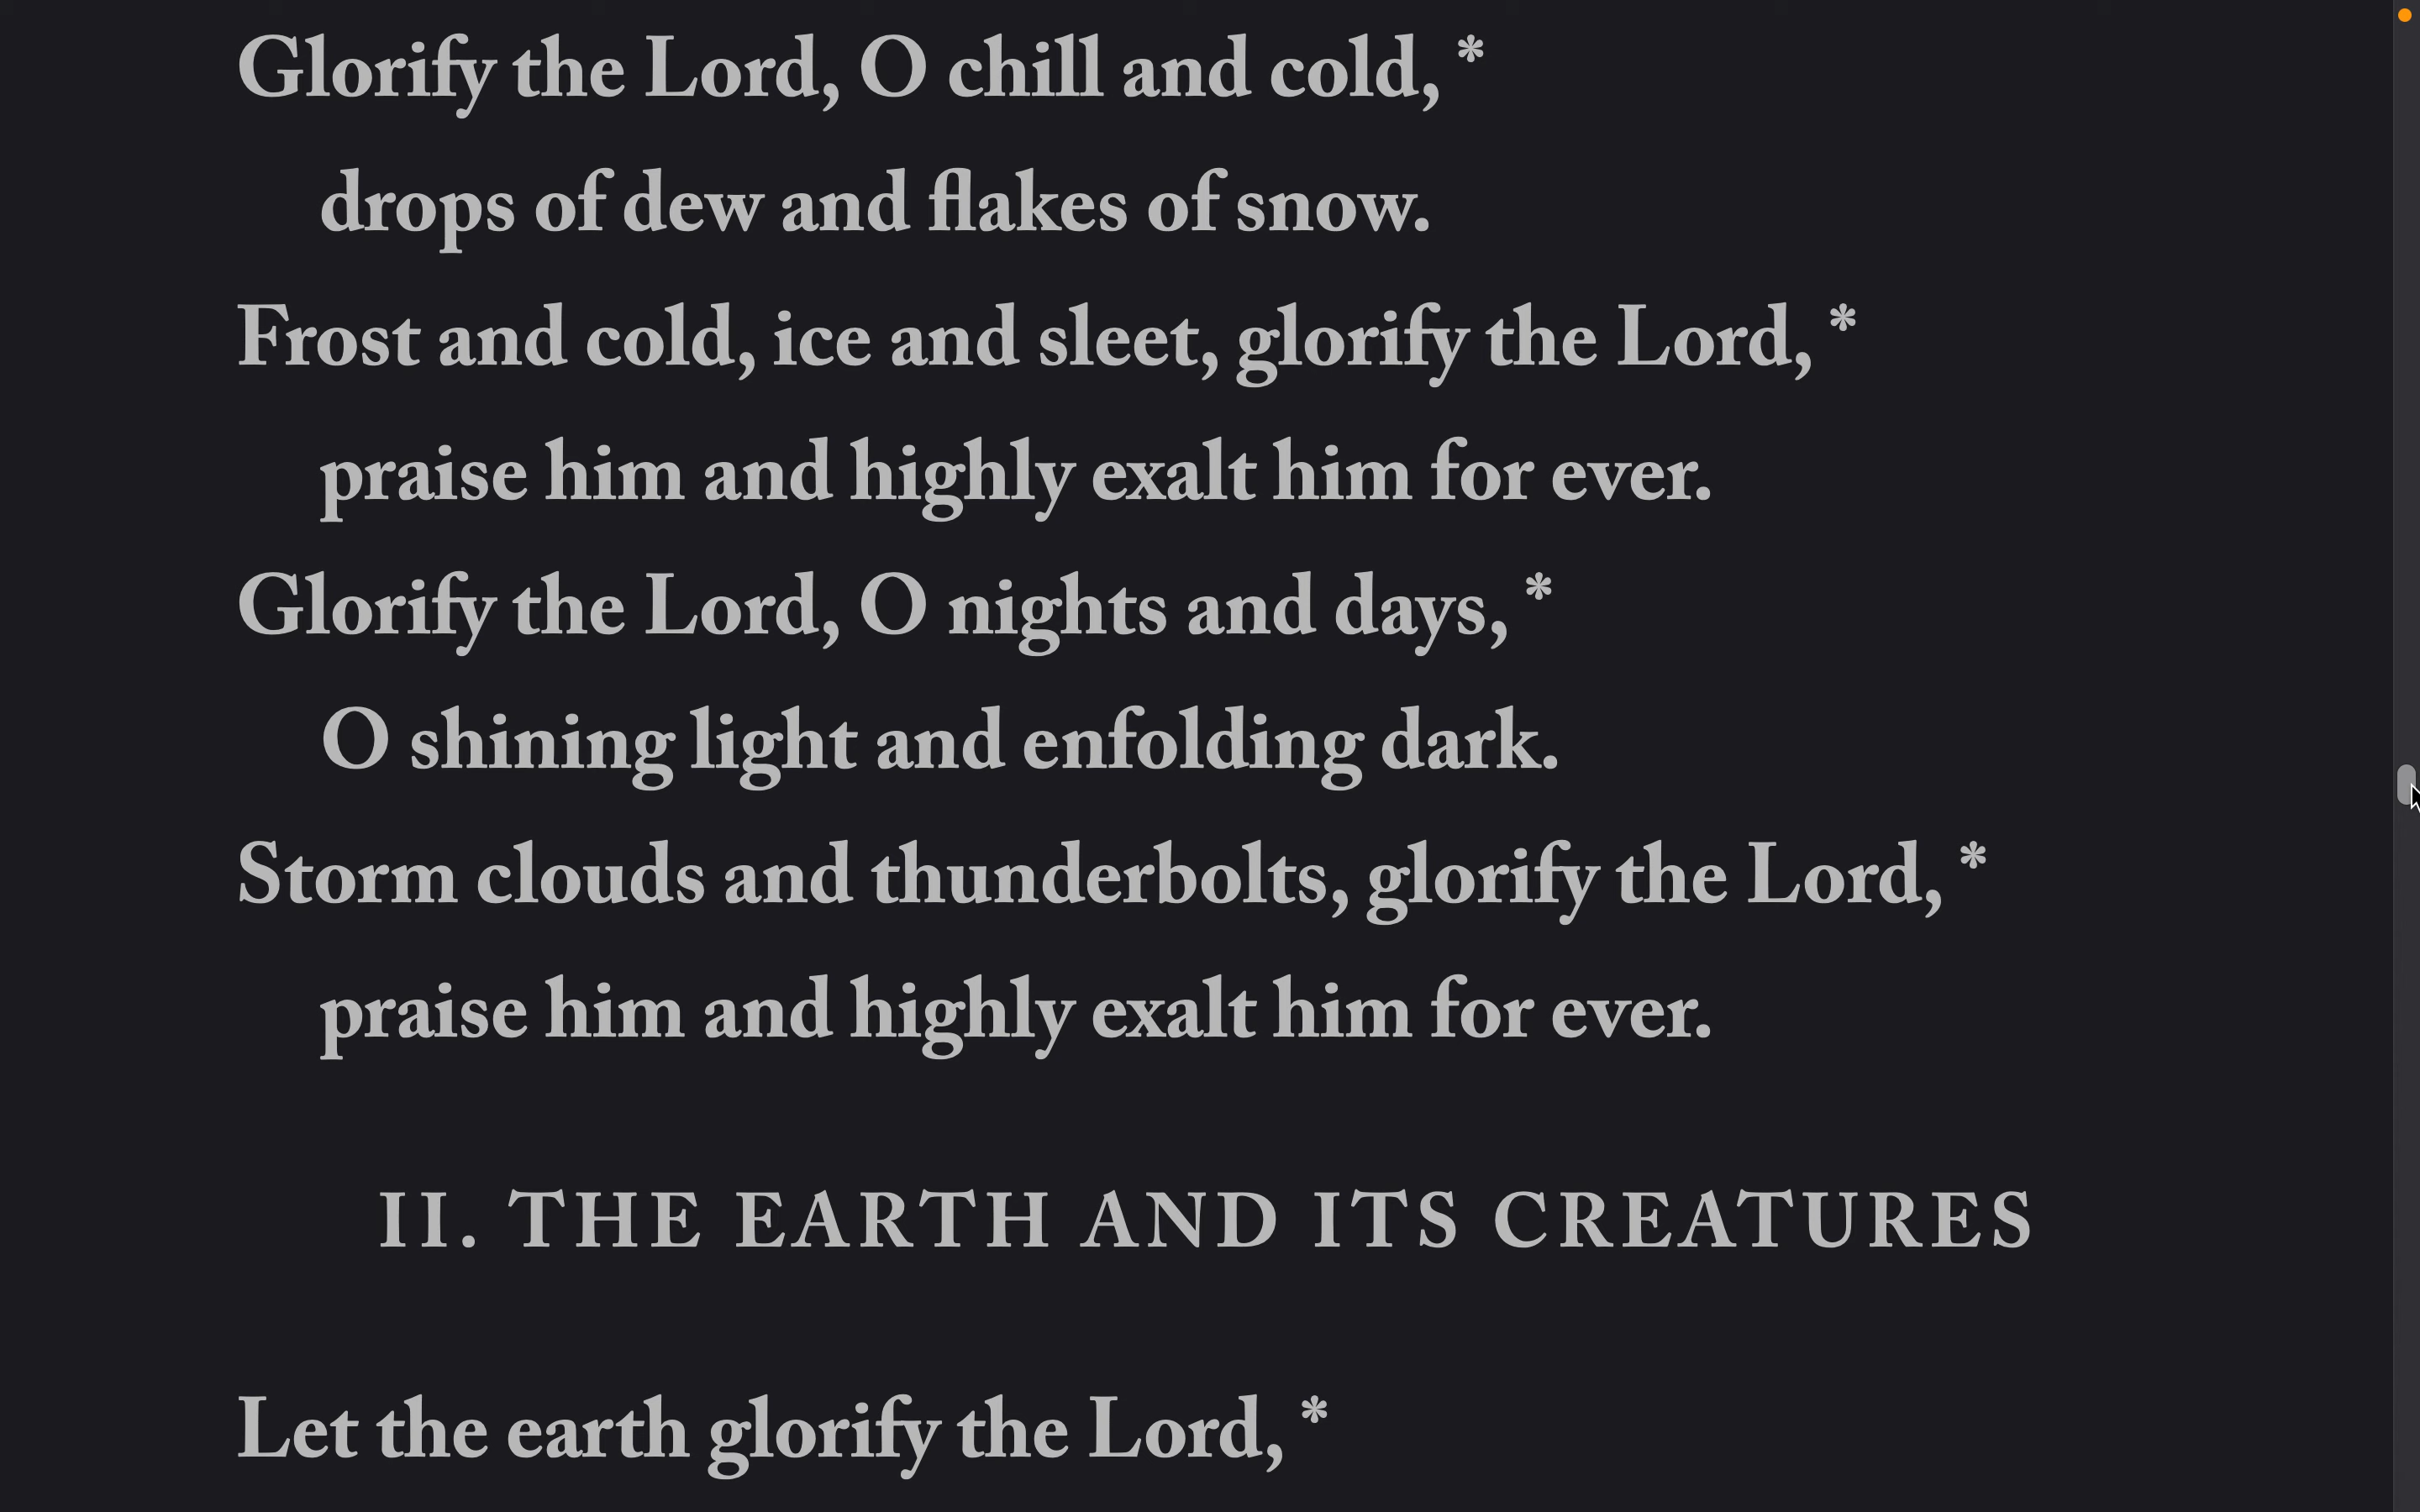 Glorify the Lord, O chill and cold, *
drops of dew and flakes of snow.
Frost and cold, ice and sleet, glorify the Lord, *
praise him and highly exalt him for ever.
Glorify the Lord, O nights and days, *
O shining light and enfolding dark.
Storm clouds and thunderbolts, glorify the Lord, *
praise him and highly exalt him for ever.
II. THE EARTH AND ITS CREATURES
Let the earth glorify the Lord, *